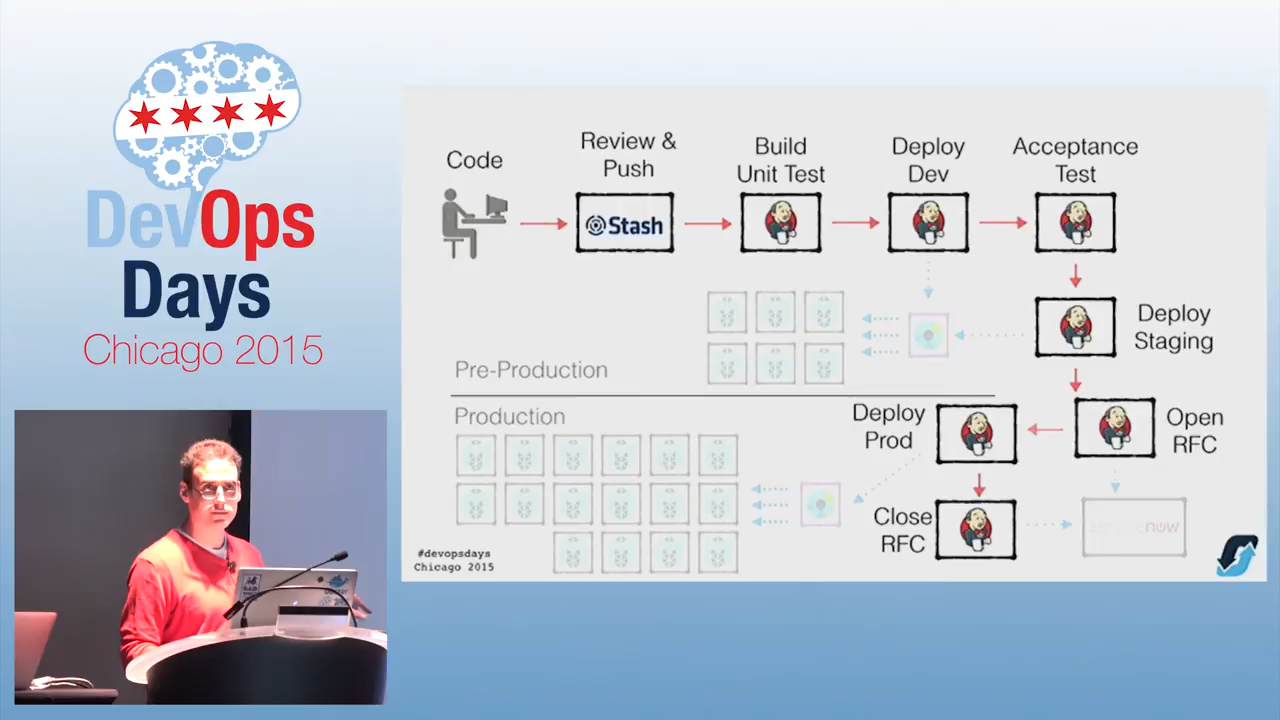 DevOps
Days
Chicago 2015
Code
Review &
Push
Build
Unit Test
Deploy
Dev
Acceptance
Test
Stash
Deploy
Staging
Pre-Production
Production
Deploy
Prod
Open
RFC
Close
RFC
servicenow
#devopsdays
Chicago 2015